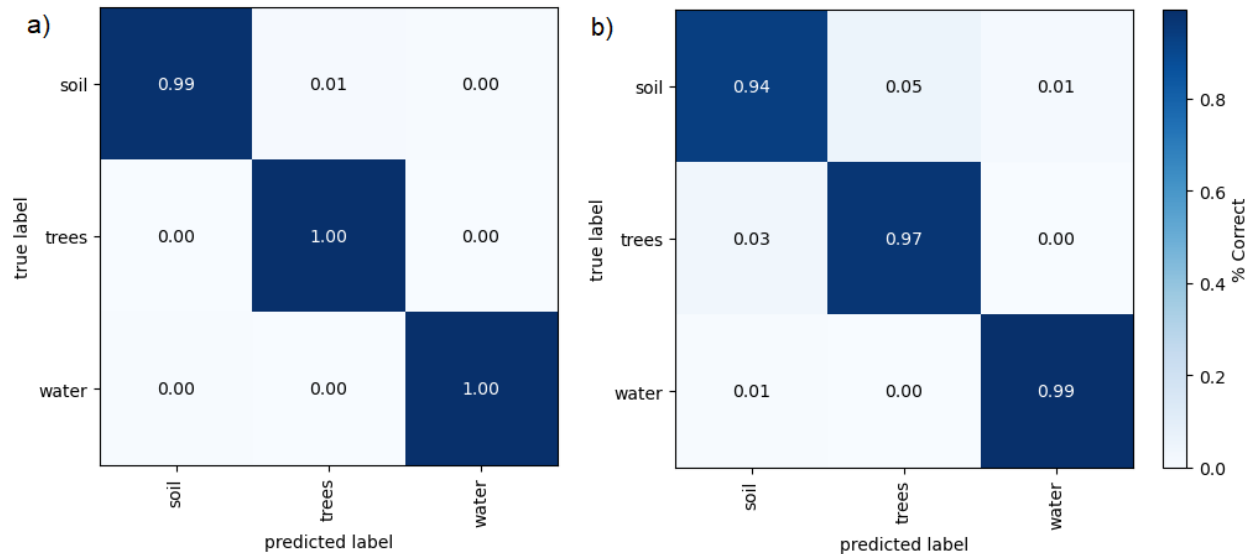 a)
soil 0.99 0.01 0.00
trees 0.00 1.00 0.00
water 0.00 0.00 1.00
true label
soil trees water
predicted label
b)
soil 0.94 0.05 0.01
trees 0.03 0.97 0.00
water 0.01 0.00 0.99
true label
soil trees water
predicted label
0.8
0.6
0.4
0.2
0.0
% Correct